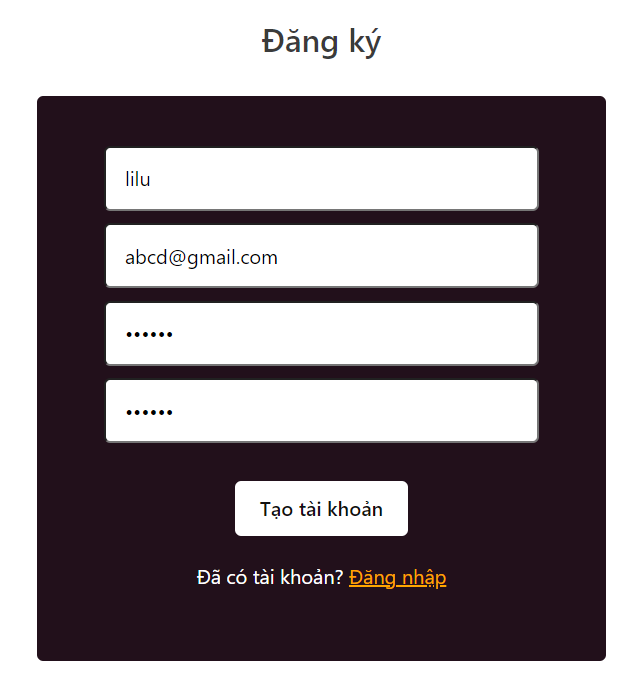 Đăng ký
lilu
abcd@gmail.com
••••••
••••••
Tạo tài khoản
Đã có tài khoản? Đăng nhập